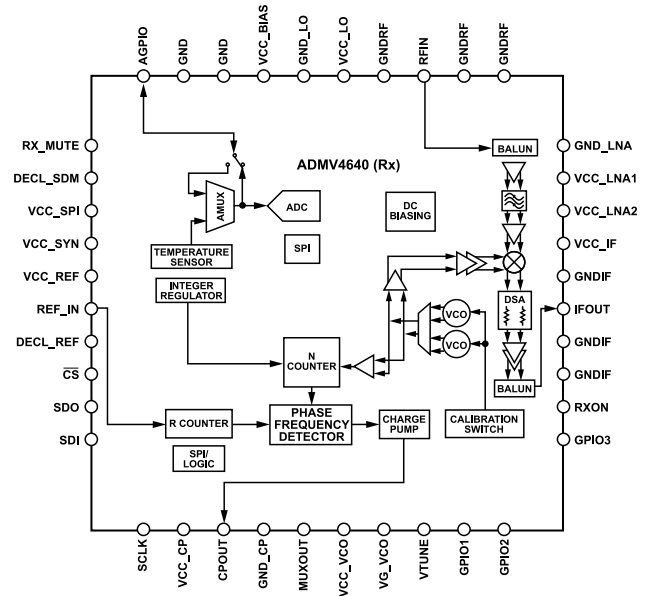 AGPIO
GND
GND
VCC_BIAS
GND_LO
VCC_LO
GNDRF
RFIN
GNDRF
GNDRF
RX_MUTE
DECL_SDM
VCC_SPI
VCC_SYN
VCC_REF
REF_IN
DECL_REF
CS
SDO
SDI
ADMV4640 (Rx)
BALUN
AMUX
ADC
DC
BIASING
SPI
TEMPERATURE
SENSOR
INTEGER
REGULATOR
DSA
VCO
VCO
N
COUNTER
BALUN
R COUNTER
PHASE
FREQUENCY
DETECTOR
CHARGE
PUMP
CALIBRATION
SWITCH
SPI/
LOGIC
GND_LNA
VCC_LNA1
VCC_LNA2
VCC_IF
GNDIF
IFOUT
GNDIF
GNDIF
RXON
GPIO3
SCLK
VCC_CP
CPOUT
GND_CP
MUXOUT
VCC_VCO
VG_VCO
VTUNE
GPIO1
GPIO2